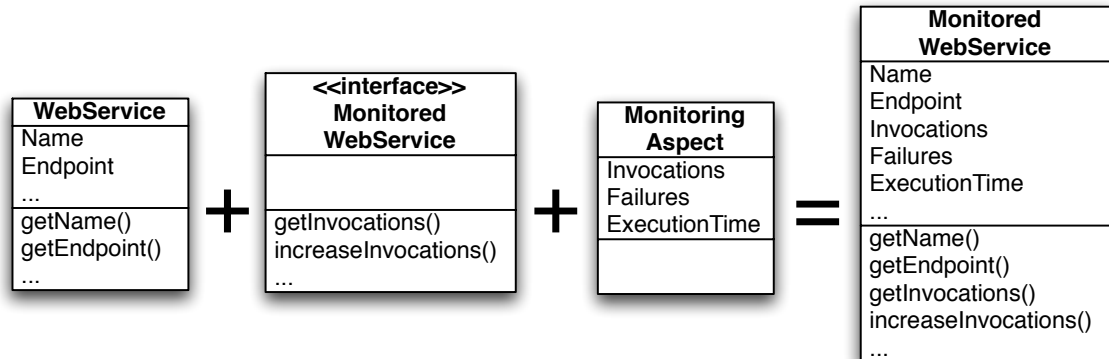 WebService
Name
Endpoint
...
getName()
getEndpoint()
...
+
<<interface>>
Monitored
WebService
getInvocations()
increaseInvocations()
...
+
Monitoring
Aspect
Invocations
Failures
ExecutionTime
=
Monitored
WebService
Name
Endpoint
Invocations
Failures
ExecutionTime
...
getName()
getEndpoint()
getInvocations()
increaseInvocations()
...